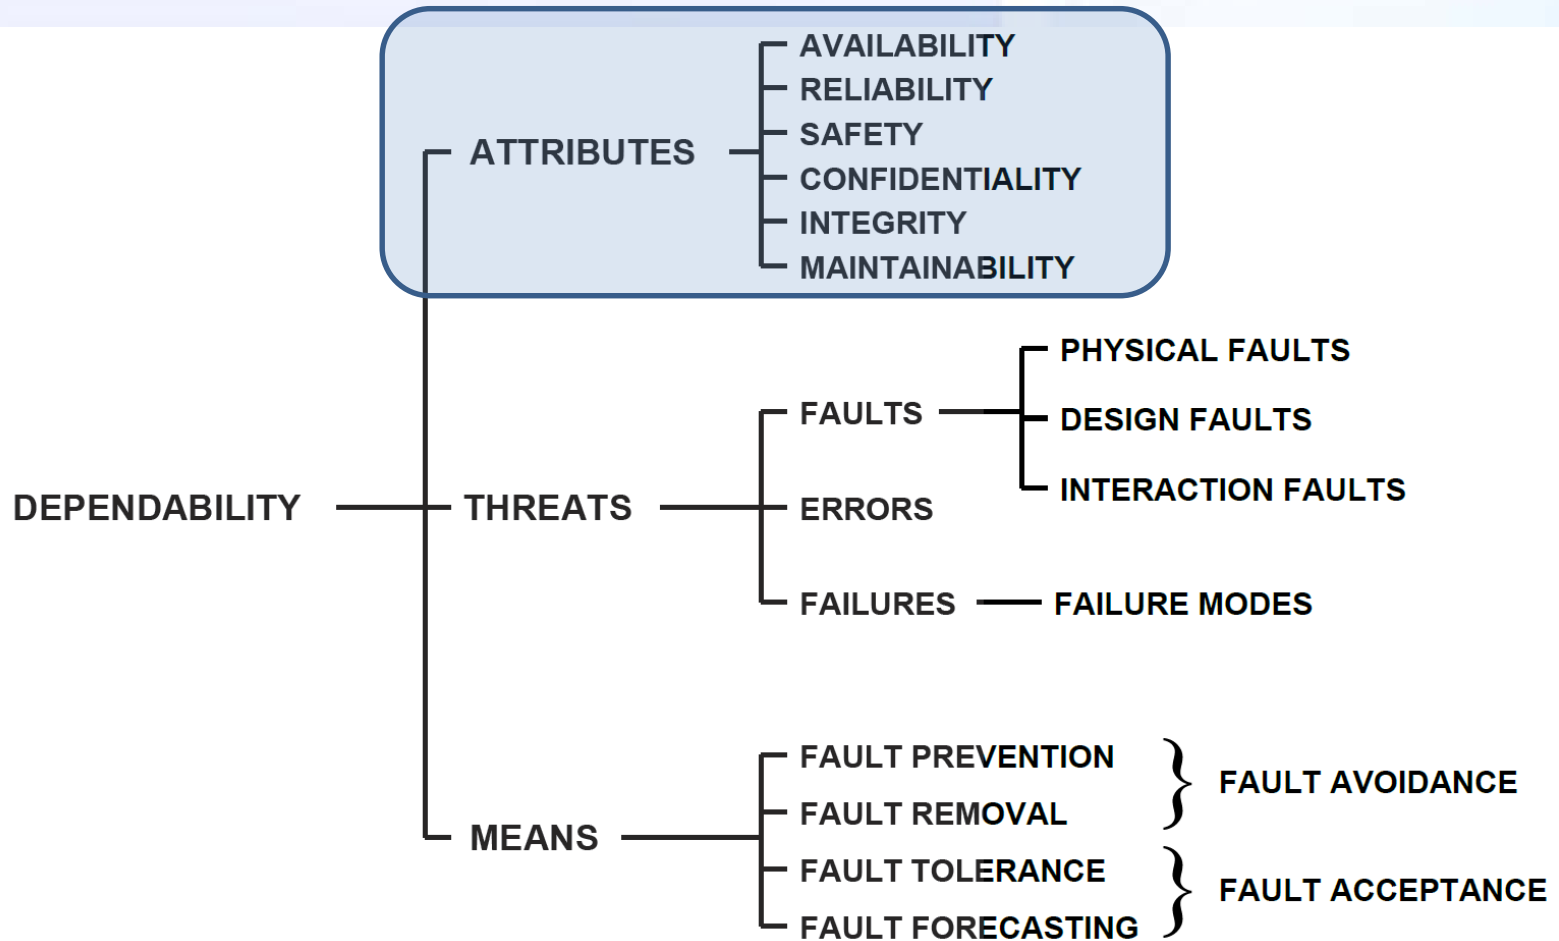 AVAILABILITY
RELIABILITY
SAFETY
ATTRIBUTES
CONFIDENTIALITY
INTEGRITY
MAINTAINABILITY
PHYSICAL FAULTS
FAULTS
DESIGN FAULTS
INTERACTION FAULTS
DEPENDABILITY
THREATS
ERRORS
FAILURES
FAILURE MODES
FAULT PREVENTION
FAULT AVOIDANCE
FAULT REMOVAL
MEANS
FAULT TOLERANCE
FAULT ACCEPTANCE
FAULT FORECASTING